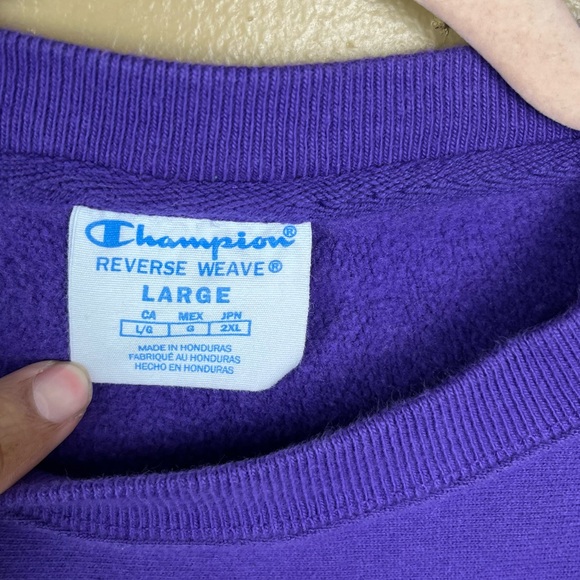 Champion®
REVERSE WEAVE®
LARGE
CA MEX JPN
L/G G 2XL
MADE IN HONDURAS
FABRIQUÉ AU HONDURAS
HECHO EN HONDURAS